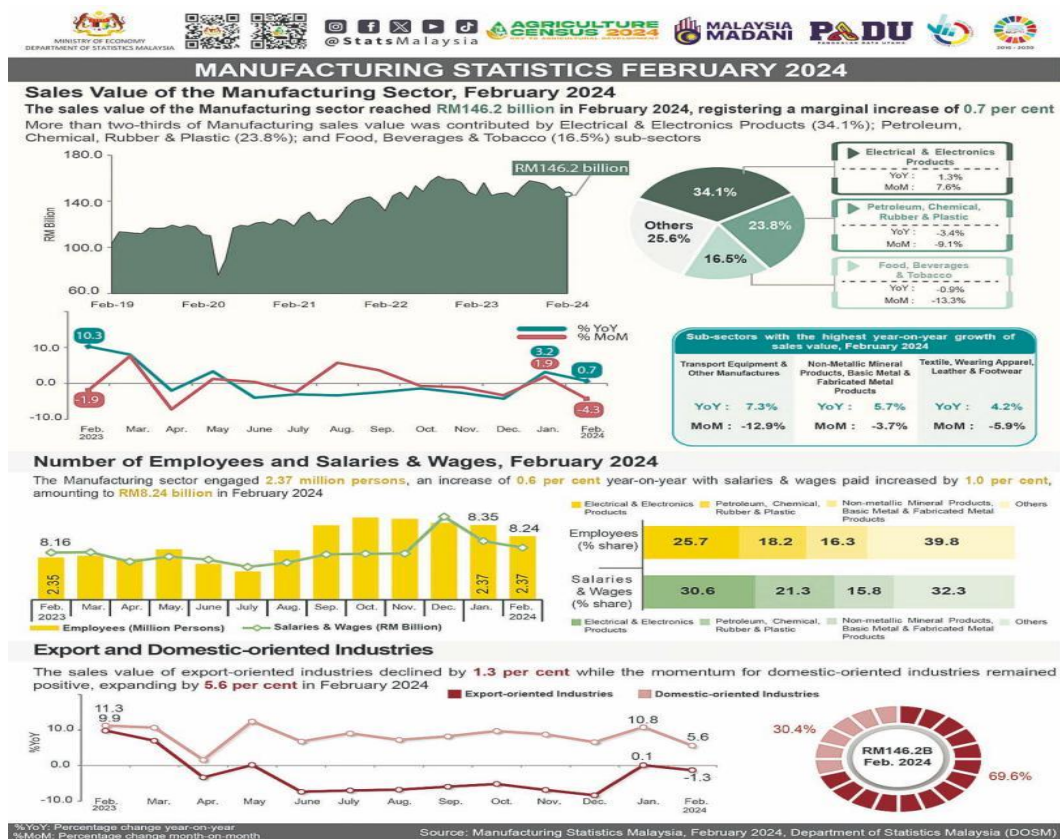 MINISTRY OF ECONOMY
DEPARTMENT OF STATISTICS MALAYSIA
@StatsMalaysia
AGRICULTURE
CENSUS 2024
MALAYSIA
MADANI
PADU
PANGKALAN DATA UTAMA
MANUFACTURING STATISTICS FEBRUARY 2024
Sales Value of the Manufacturing Sector, February 2024
The sales value of the Manufacturing sector reached RM146.2 billion in February 2024, registering a marginal increase of 0.7 per cent
More than two-thirds of Manufacturing sales value was contributed by Electrical & Electronics Products (34.1%); Petroleum,
Chemical, Rubber & Plastic (23.8%); and Food, Beverages & Tobacco (16.5%) sub-sectors
RM Billion
180.0
140.0
100.0
60.0
RM146.2 billion
Feb-19 Feb-20 Feb-21 Feb-22 Feb-23 Feb-24
34.1%
23.8%
16.5%
Others
25.6%
Electrical & Electronics
Products
YoY : 1.3%
MoM : 7.6%
Petroleum, Chemical,
Rubber & Plastic
YoY : -3.4%
MoM : -9.1%
Food, Beverages
& Tobacco
YoY : -0.9%
MoM : -13.3%
% YoY
% MoM
10.0
0.0
-10.0
10.3
-1.9
3.2
1.9
0.7
-4.3
Feb. Mar. Apr. May June July Aug. Sep. Oct. Nov. Dec. Jan. Feb.
2023 2024
Sub-sectors with the highest year-on-year growth of
sales value, February 2024
Transport Equipment &
Other Manufactures
YoY : 7.3%
MoM : -12.9%
Non-Metallic Mineral
Products, Basic Metal &
Fabricated Metal
Products
YoY : 5.7%
MoM : -3.7%
Textile, Wearing Apparel,
Leather & Footwear
YoY : 4.2%
MoM : -5.9%
Number of Employees and Salaries & Wages, February 2024
The Manufacturing sector engaged 2.37 million persons, an increase of 0.6 per cent year-on-year with salaries & wages paid increased by 1.0 per cent,
amounting to RM8.24 billion in February 2024
8.16
8.35
8.24
2.35
2.37
2.37
Feb. Mar. Apr. May. June July Aug. Sep. Oct. Nov. Dec. Jan. Feb.
2023 2024
Employees (Million Persons)
Salaries & Wages (RM Billion)
Electrical & Electronics
Products
Petroleum, Chemical,
Rubber & Plastic
Non-metallic Mineral Products,
Basic Metal & Fabricated Metal
Products
Others
Employees
(% share)
25.7 18.2 16.3 39.8
Salaries
& Wages
(% share)
30.6 21.3 15.8 32.3
Electrical & Electronics
Products
Petroleum, Chemical,
Rubber & Plastic
Non-metallic Mineral Products,
Basic Metal & Fabricated Metal
Products
Others
Export and Domestic-oriented Industries
The sales value of export-oriented industries declined by 1.3 per cent while the momentum for domestic-oriented industries remained
positive, expanding by 5.6 per cent in February 2024
Export-oriented Industries
Domestic-oriented Industries
%YoY
10.0
0.0
-10.0
11.3
9.9
10.8
0.1
5.6
-1.3
Feb. Mar. Apr. May June July Aug. Sep. Oct. Nov. Dec. Jan. Feb.
2023 2024
30.4%
RM146.2B
Feb. 2024
69.6%
%YoY: Percentage change year-on-year
%MoM: Percentage change month-on-month
Source: Manufacturing Statistics Malaysia, February 2024, Department of Statistics Malaysia (DOSM)